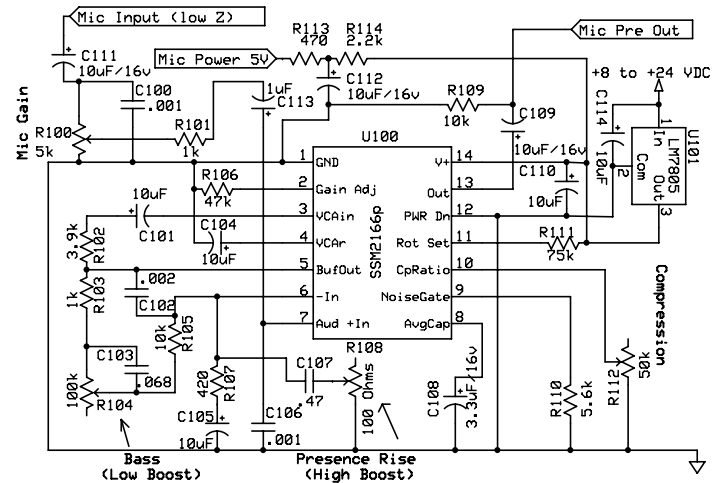 Mic Input (low Z)
R113
470
R114
2.2k
Mic Pre Out
C111
10uF/16v
Mic Power 5V
C112
10uF/16v
+8 to +24 VDC
C100
.001
1uF
C113
R109
10k
C109
10uF/16v
C114
10uF
1
In
Com
2
Out
3
LM7805
U101
Mic Gain
R100
5k
R101
1k
U100
SSM2166p
1
GND
14
V+
R106
47k
2
Gain Adj
13
Out
C110
10uF
10uF
C101
3
VCAin
12
PWR Dn
C104
10uF
4
VCAr
11
Rot Set
R111
75k
3.9k
R102
5
BufOut
10
CpRatio
1k
R103
.002
C102
6
-In
9
NoiseGate
7
Aud +In
8
AvgCap
10k
R105
C103
.068
100k
R104
420
R107
C107
.47
R108
100 Ohms
C108
3.3uF/16v
R110
5.6k
R112
50k
Compression
C105
10uF
C106
.001
Bass
(Low Boost)
Presence Rise
(High Boost)